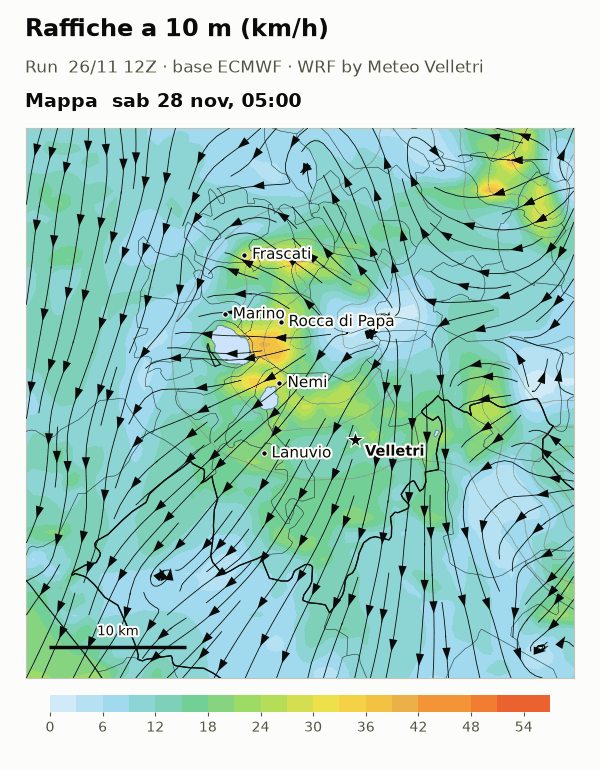 Raffiche a 10 m (km/h)
Run  26/11 12Z · base ECMWF · WRF by Meteo Velletri
Mappa  sab 28 nov, 05:00
Frascati
Marino
Rocca di Papa
Nemi
Velletri
Lanuvio
10 km
0 6 12 18 24 30 36 42 48 54